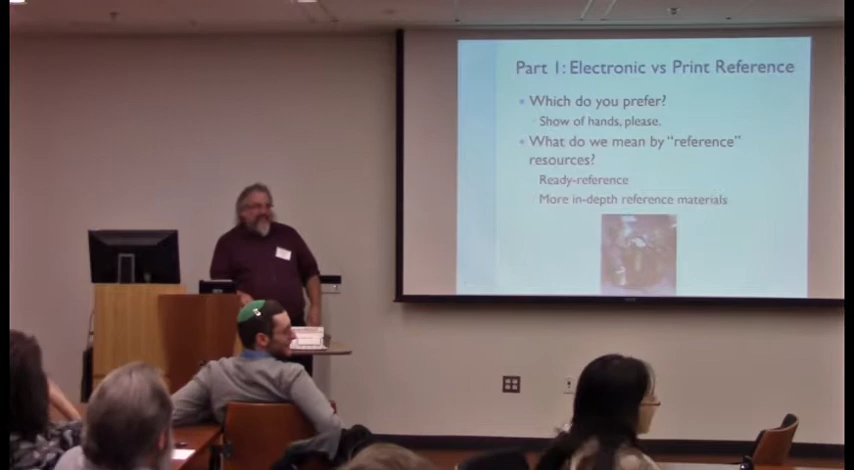 Part 1: Electronic vs Print Reference
Which do you prefer?
Show of hands, please.
What do we mean by "reference"
resources?
Ready-reference
More in-depth reference materials